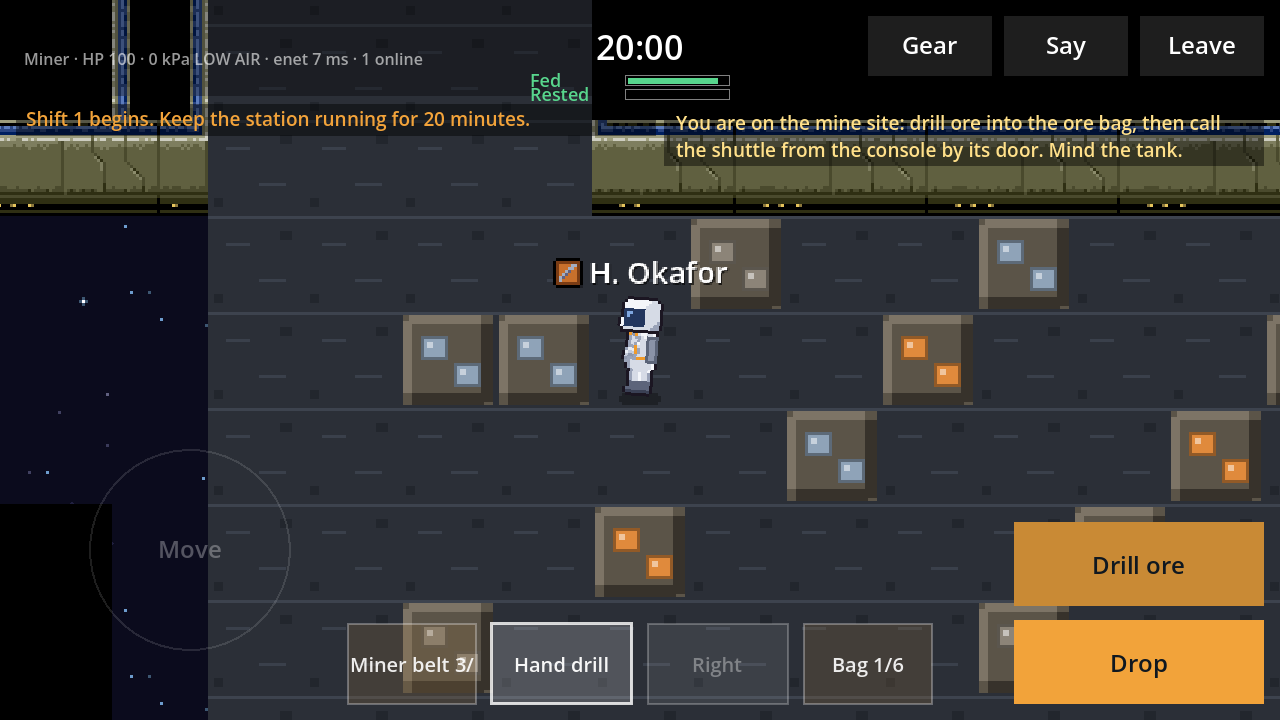 20:00
Gear
Say
Leave
Miner · HP 100 · 0 kPa LOW AIR · enet 7 ms · 1 online
Fed
Rested
Shift 1 begins. Keep the station running for 20 minutes.
You are on the mine site: drill ore into the ore bag, then call
the shuttle from the console by its door. Mind the tank.
H. Okafor
Move
Drill ore
Miner belt 3/
Hand drill
Right
Bag 1/6
Drop